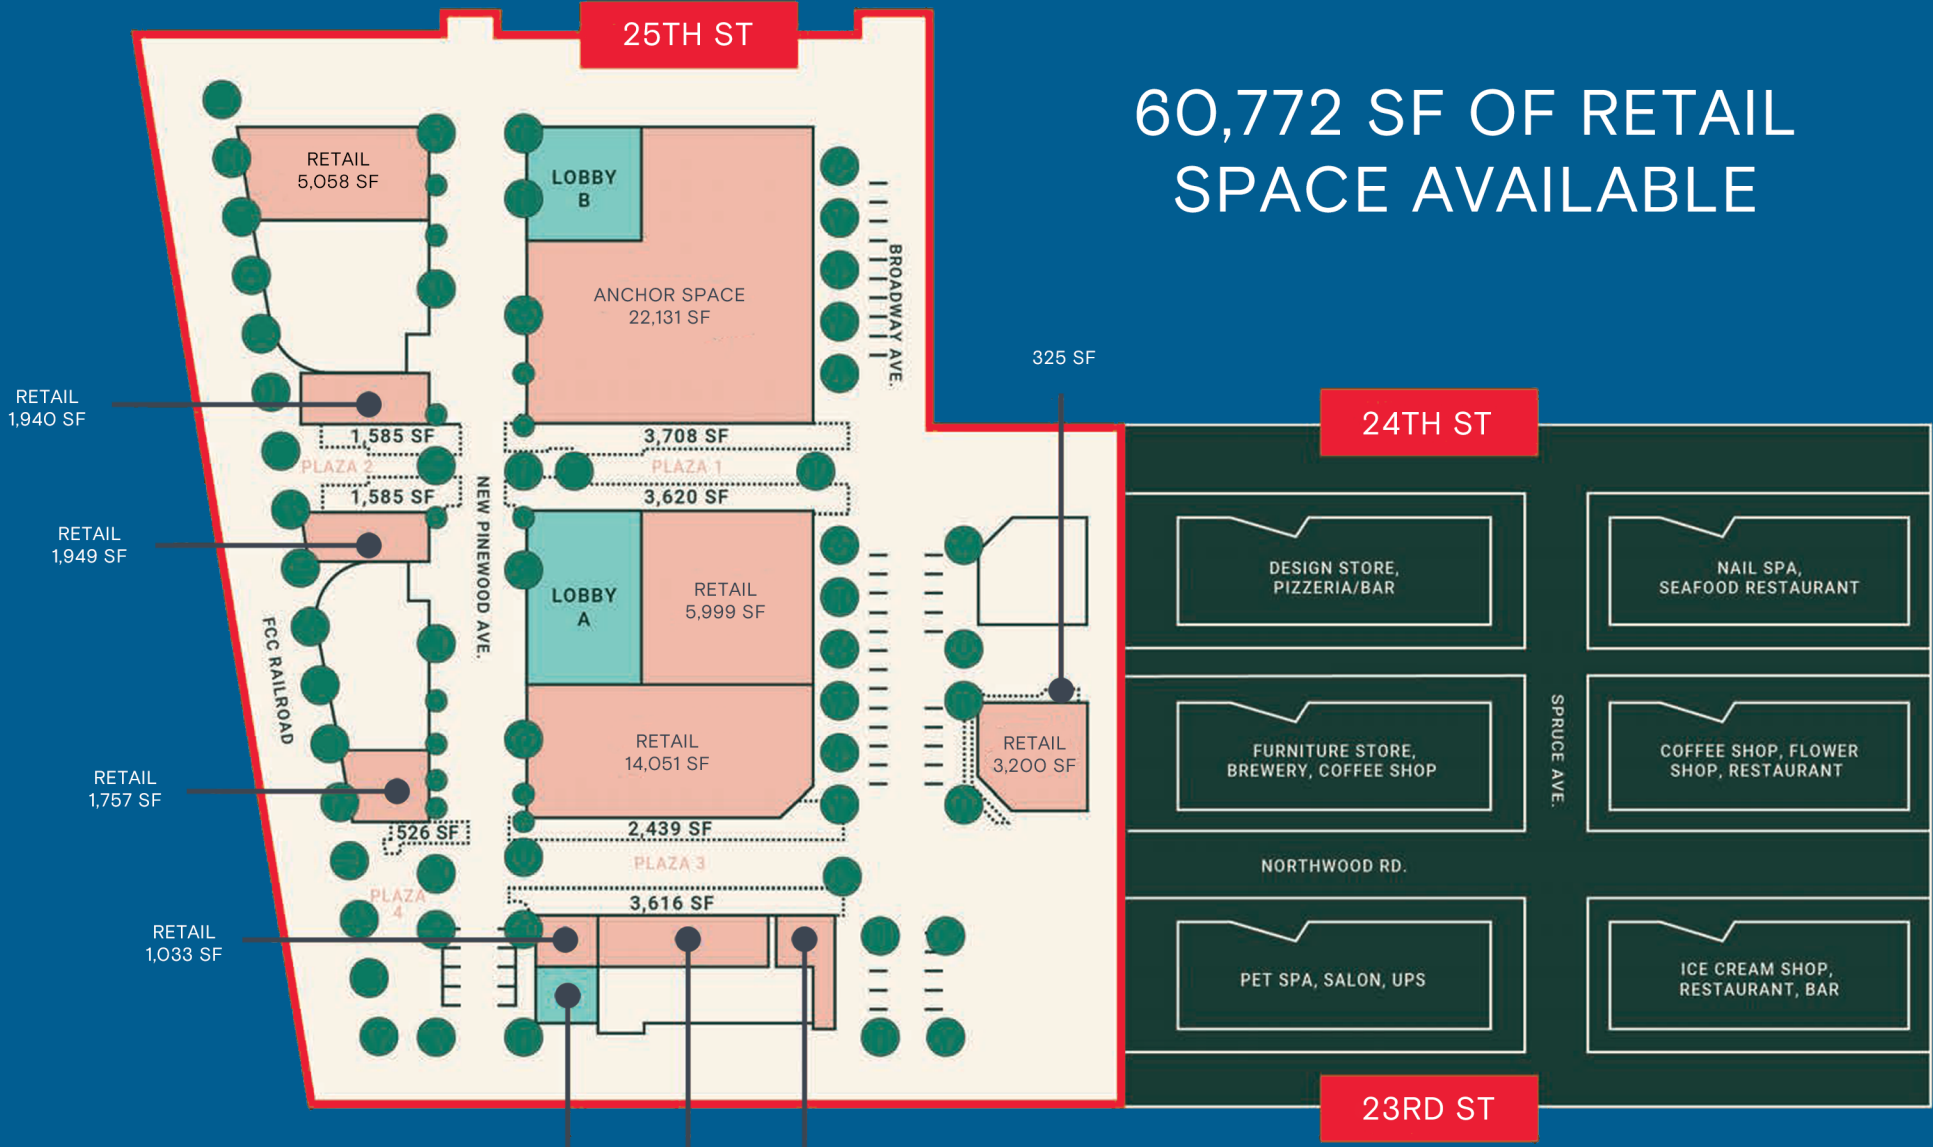 25TH ST
60,772 SF OF RETAIL
SPACE AVAILABLE
RETAIL
5,058 SF
LOBBY
B
ANCHOR SPACE
22,131 SF
BROADWAY AVE.
325 SF
RETAIL
1,940 SF
24TH ST
1,585 SF
3,708 SF
PLAZA 2
PLAZA 1
1,585 SF
3,620 SF
NEW PINEWOOD AVE.
RETAIL
1,949 SF
LOBBY
A
RETAIL
5,999 SF
DESIGN STORE,
PIZZERIA/BAR
NAIL SPA,
SEAFOOD RESTAURANT
FCC RAILROAD
RETAIL
14,051 SF
RETAIL
3,200 SF
FURNITURE STORE,
BREWERY, COFFEE SHOP
SPRUCE AVE.
COFFEE SHOP, FLOWER
SHOP, RESTAURANT
RETAIL
1,757 SF
526 SF
2,439 SF
PLAZA 3
NORTHWOOD RD.
PLAZA
4
3,616 SF
RETAIL
1,033 SF
PET SPA, SALON, UPS
ICE CREAM SHOP,
RESTAURANT, BAR
23RD ST